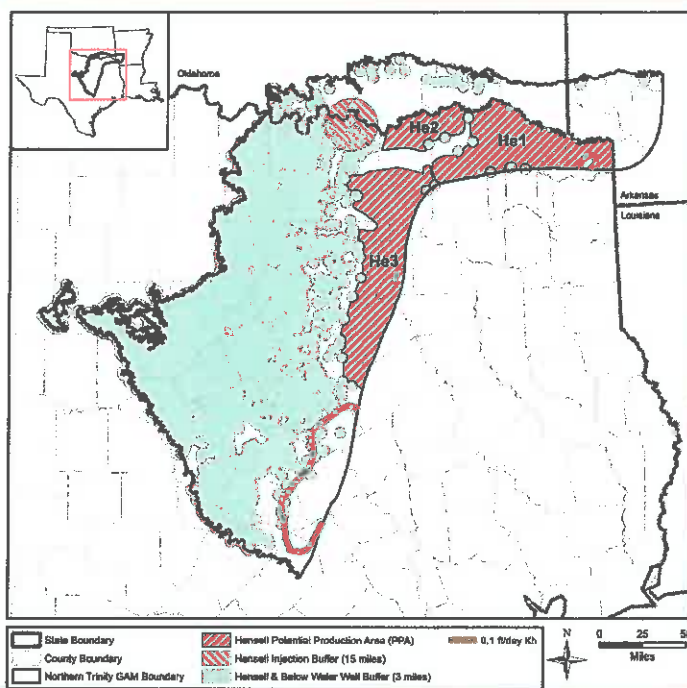 Oklahoma
He2
He1
Arkansas
Louisiana
He3
State Boundary
County Boundary
Northern Trinity GAM Boundary
Hensell Potential Production Area (PPA)
Hensell Injection Buffer (15 miles)
Hensell & Below Water Well Buffer (3 miles)
0.1 ft/day Kh
N
0 25 50
Miles